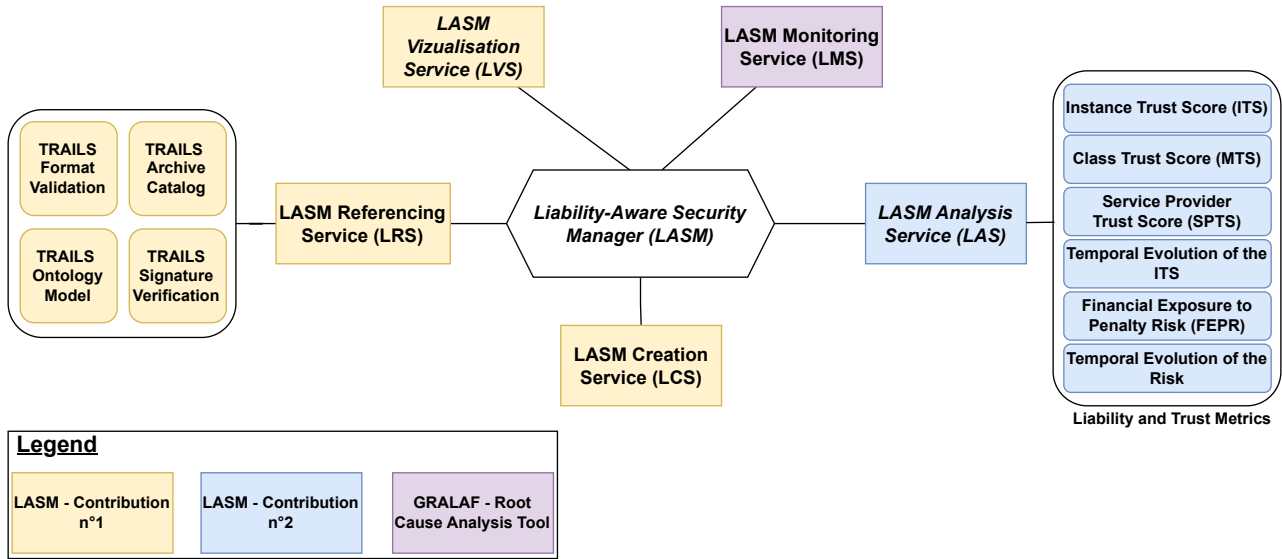 LASM
Vizualisation
Service (LVS)
LASM Monitoring
Service (LMS)
TRAILS
Format
Validation
TRAILS
Archive
Catalog
TRAILS
Ontology
Model
TRAILS
Signature
Verification
LASM Referencing
Service (LRS)
Liability-Aware Security
Manager (LASM)
LASM Creation
Service (LCS)
LASM Analysis
Service (LAS)
Instance Trust Score (ITS)
Class Trust Score (MTS)
Service Provider
Trust Score (SPTS)
Temporal Evolution of the
ITS
Financial Exposure to
Penalty Risk (FEPR)
Temporal Evolution of the
Risk
Liability and Trust Metrics
Legend
LASM - Contribution
n°1
LASM - Contribution
n°2
GRALAF - Root
Cause Analysis Tool